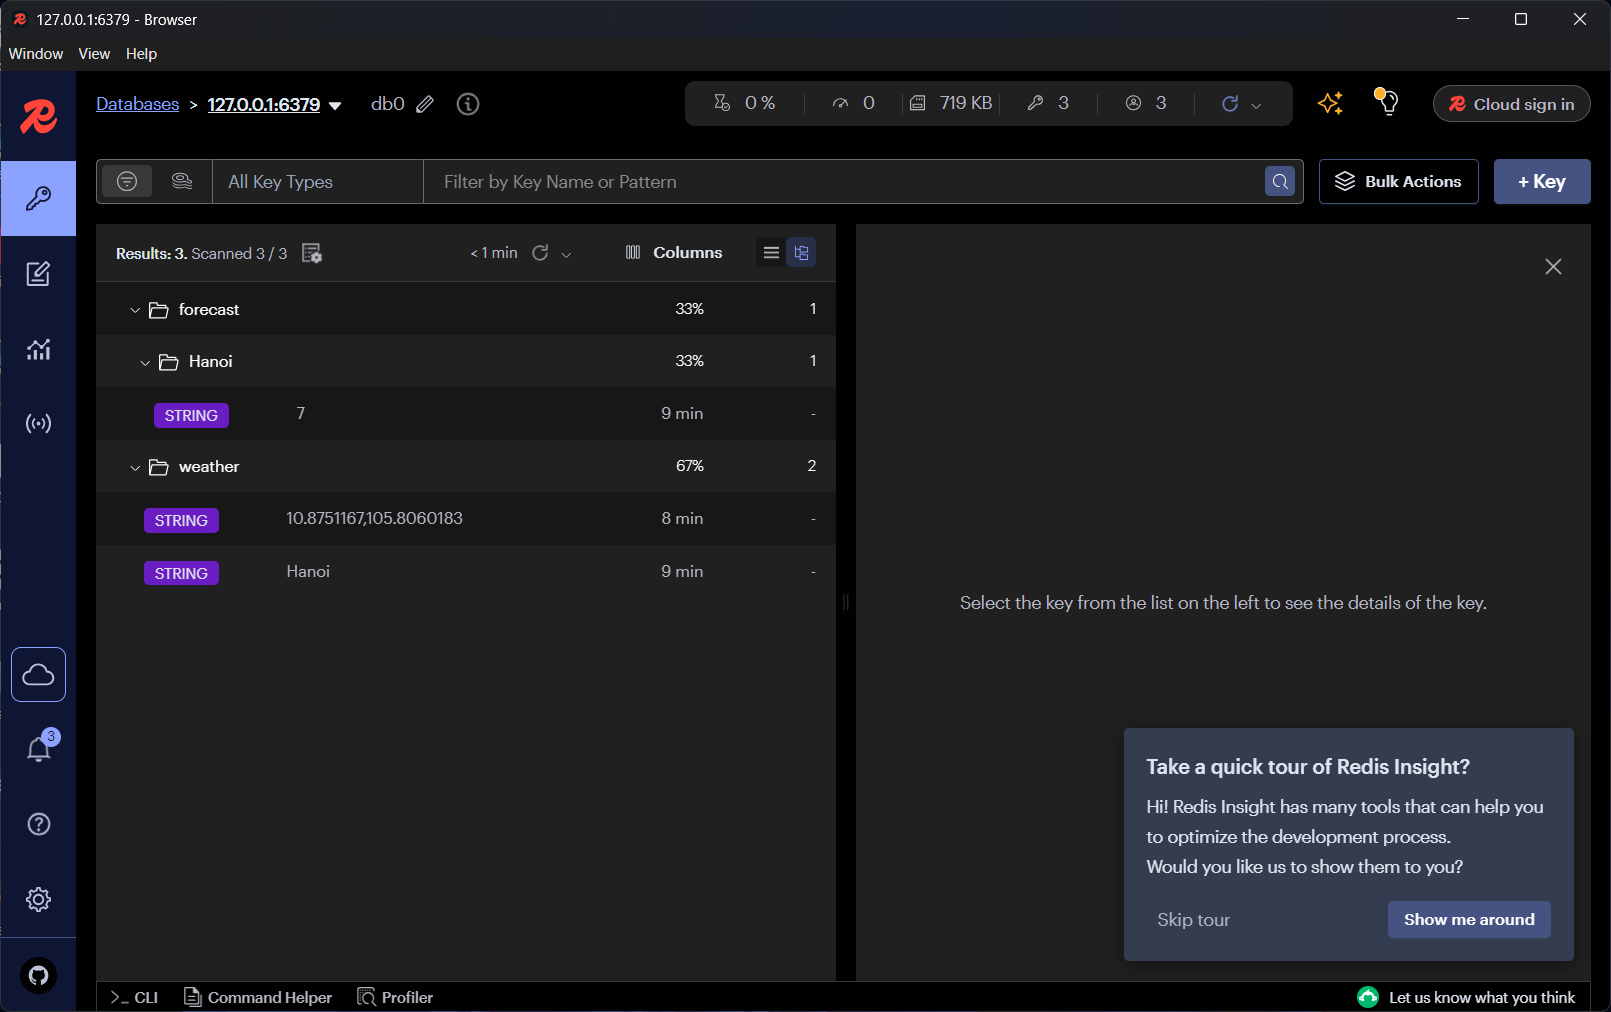 127.0.0.1:6379 - Browser
Window View Help
Databases > 127.0.0.1:6379 db0 0 % 0 719 KB 3 3 Cloud sign in
All Key Types Filter by Key Name or Pattern Bulk Actions + Key
Results: 3. Scanned 3 / 3 < 1 min Columns
forecast 33% 1
Hanoi 33% 1
STRING 7 9 min -
weather 67% 2
STRING 10.8751167,105.8060183 8 min -
STRING Hanoi 9 min -
Select the key from the list on the left to see the details of the key.
3
Take a quick tour of Redis Insight?
Hi! Redis Insight has many tools that can help you
to optimize the development process.
Would you like us to show them to you?
Skip tour Show me around
>_ CLI Command Helper Profiler Let us know what you think